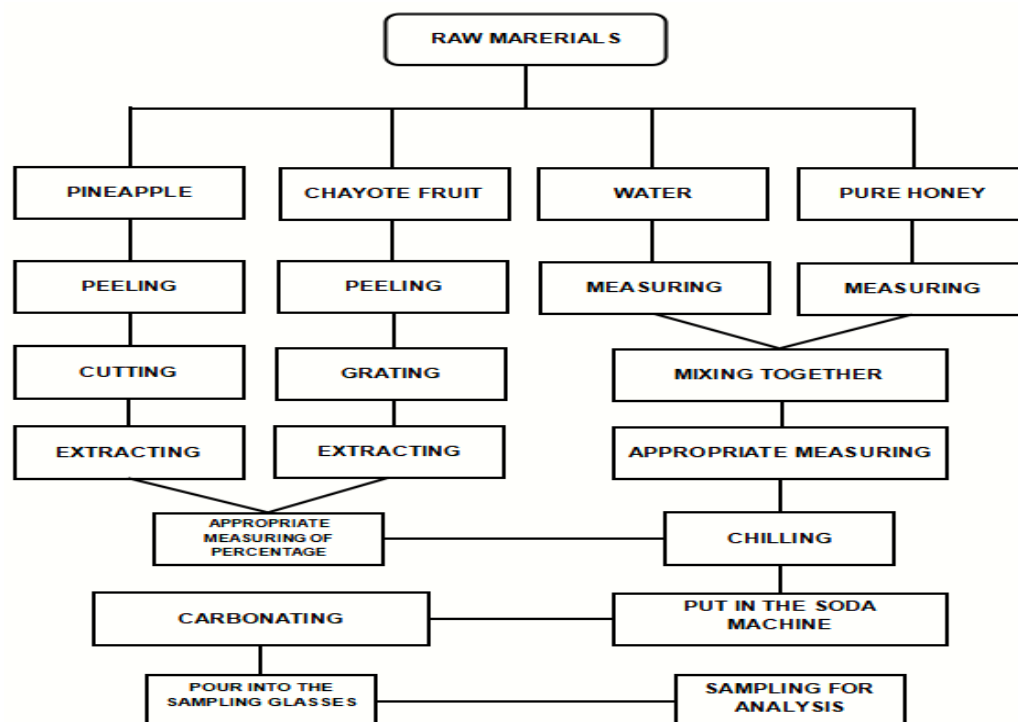 RAW MARERIALS
PINEAPPLE
CHAYOTE FRUIT
WATER
PURE HONEY
PEELING
PEELING
MEASURING
MEASURING
CUTTING
GRATING
MIXING TOGETHER
EXTRACTING
EXTRACTING
APPROPRIATE MEASURING
APPROPRIATE
MEASURING OF
PERCENTAGE
CHILLING
CARBONATING
PUT IN THE SODA
MACHINE
POUR INTO THE
SAMPLING GLASSES
SAMPLING FOR
ANALYSIS